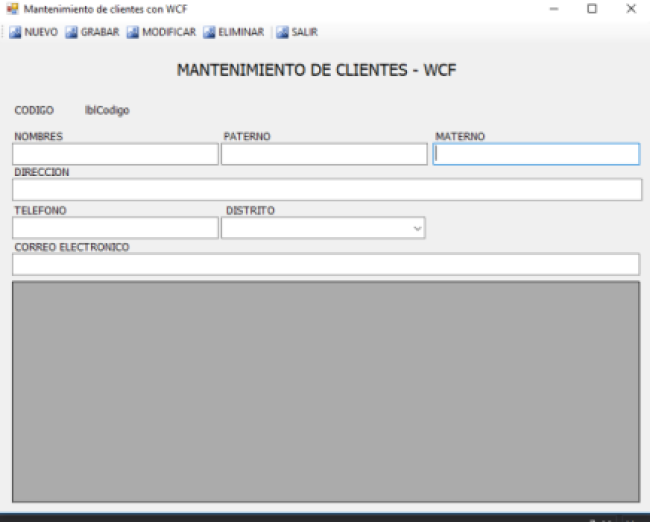 Mantenimiento de clientes con WCF
NUEVO GRABAR MODIFICAR ELIMINAR SALIR
MANTENIMIENTO DE CLIENTES - WCF
CODIGO lblCodigo
NOMBRES PATERNO MATERNO
DIRECCION
TELEFONO DISTRITO
CORREO ELECTRONICO